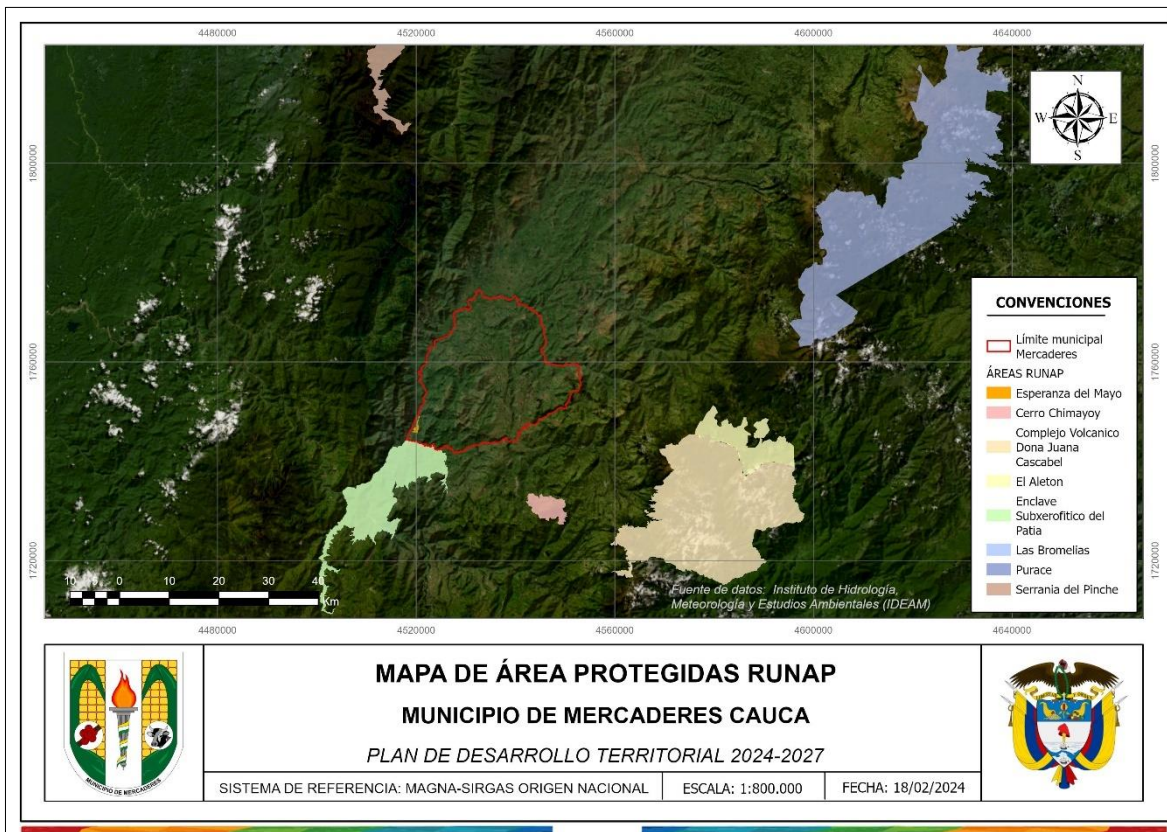 4480000
4520000
4560000
4600000
4640000
1800000
1760000
1720000
1800000
1760000
1720000
N
W
E
S
CONVENCIONES
Límite municipal
Mercaderes
ÁREAS RUNAP
Esperanza del Mayo
Cerro Chimayoy
Complejo Volcanico
Dona Juana
Cascabel
El Aleton
Enclave
Subxerofitico del
Patia
Las Bromelias
Purace
Serrania del Pinche
10 5 0 10 20 30 40
Km
Fuente de datos: Instituto de Hidrología,
Meteorología y Estudios Ambientales (IDEAM)
4480000
4520000
4560000
4600000
4640000
MUNICIPIO DE MERCADERES
MAPA DE ÁREA PROTEGIDAS RUNAP
MUNICIPIO DE MERCADERES CAUCA
PLAN DE DESARROLLO TERRITORIAL 2024-2027
SISTEMA DE REFERENCIA: MAGNA-SIRGAS ORIGEN NACIONAL
ESCALA: 1:800.000
FECHA: 18/02/2024